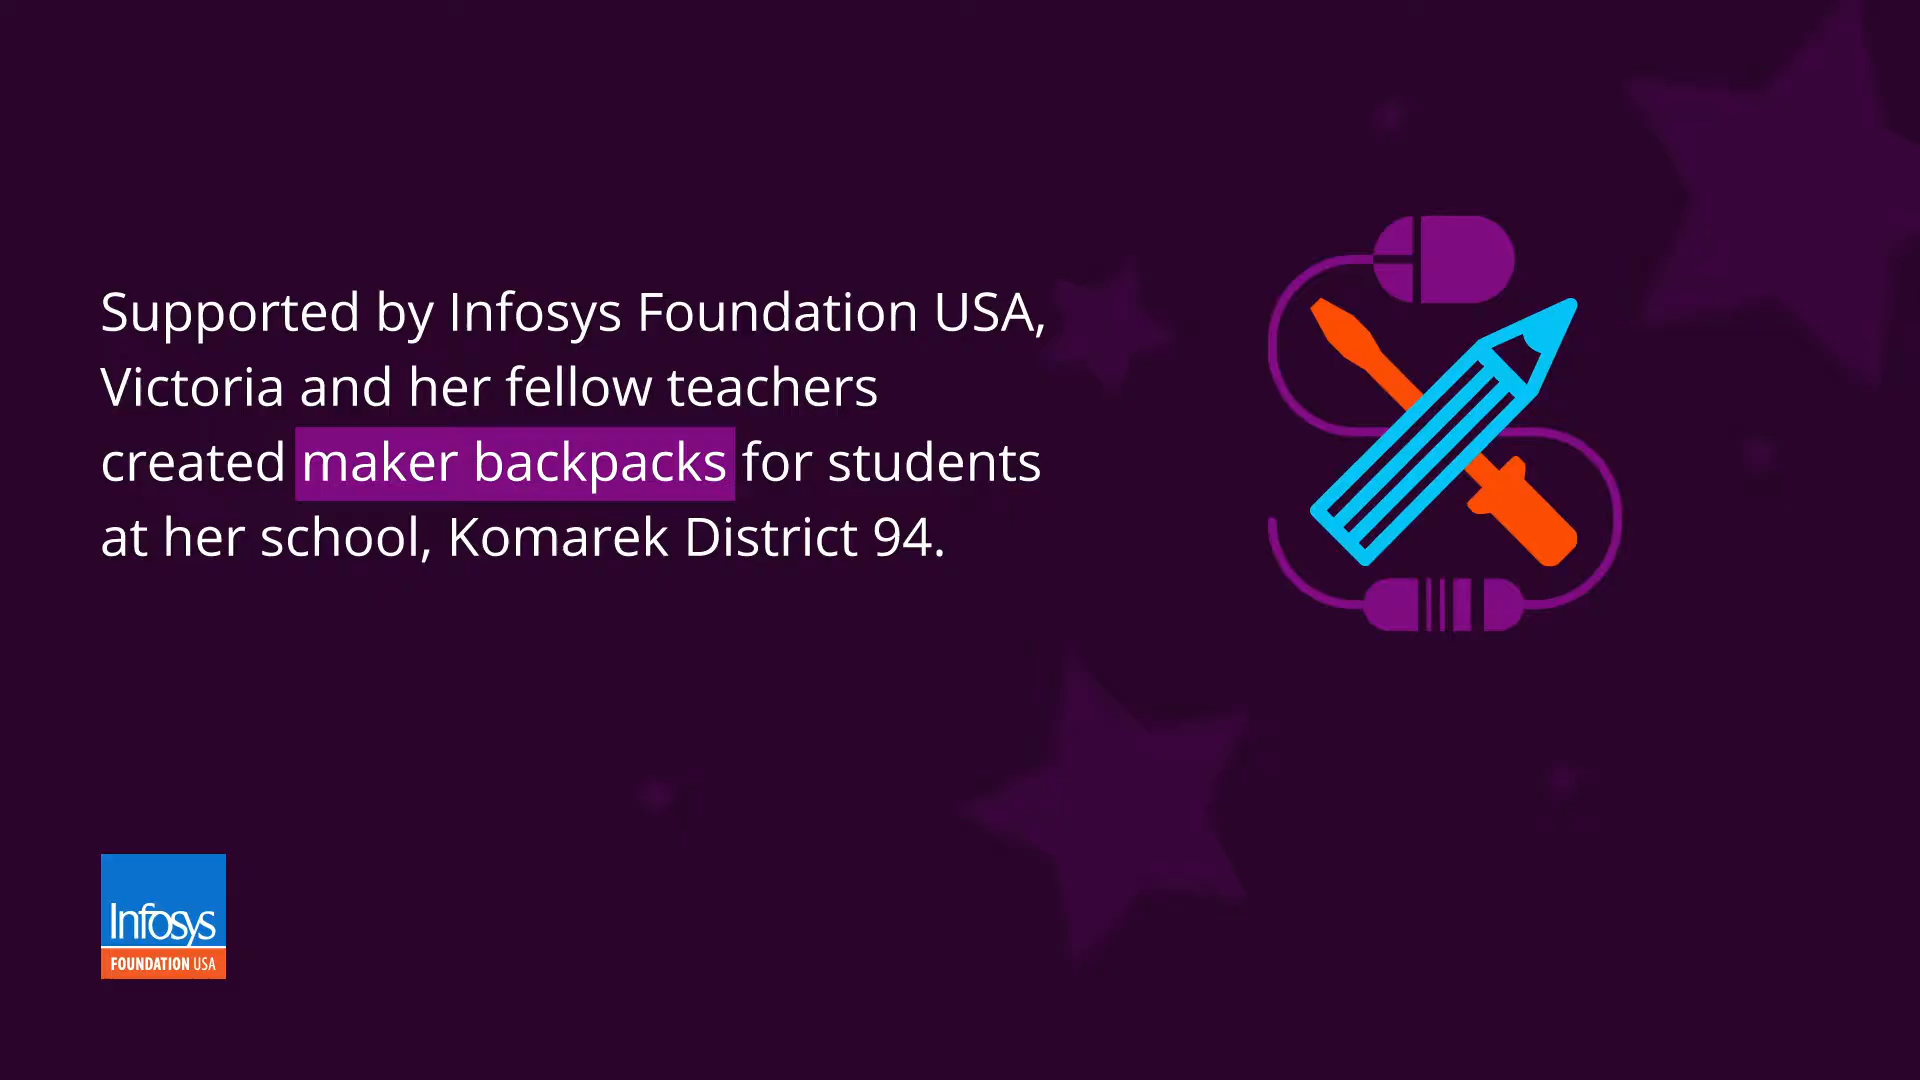 Supported by Infosys Foundation USA,
Victoria and her fellow teachers
created maker backpacks for students
at her school, Komarek District 94.
Infosys
FOUNDATION USA